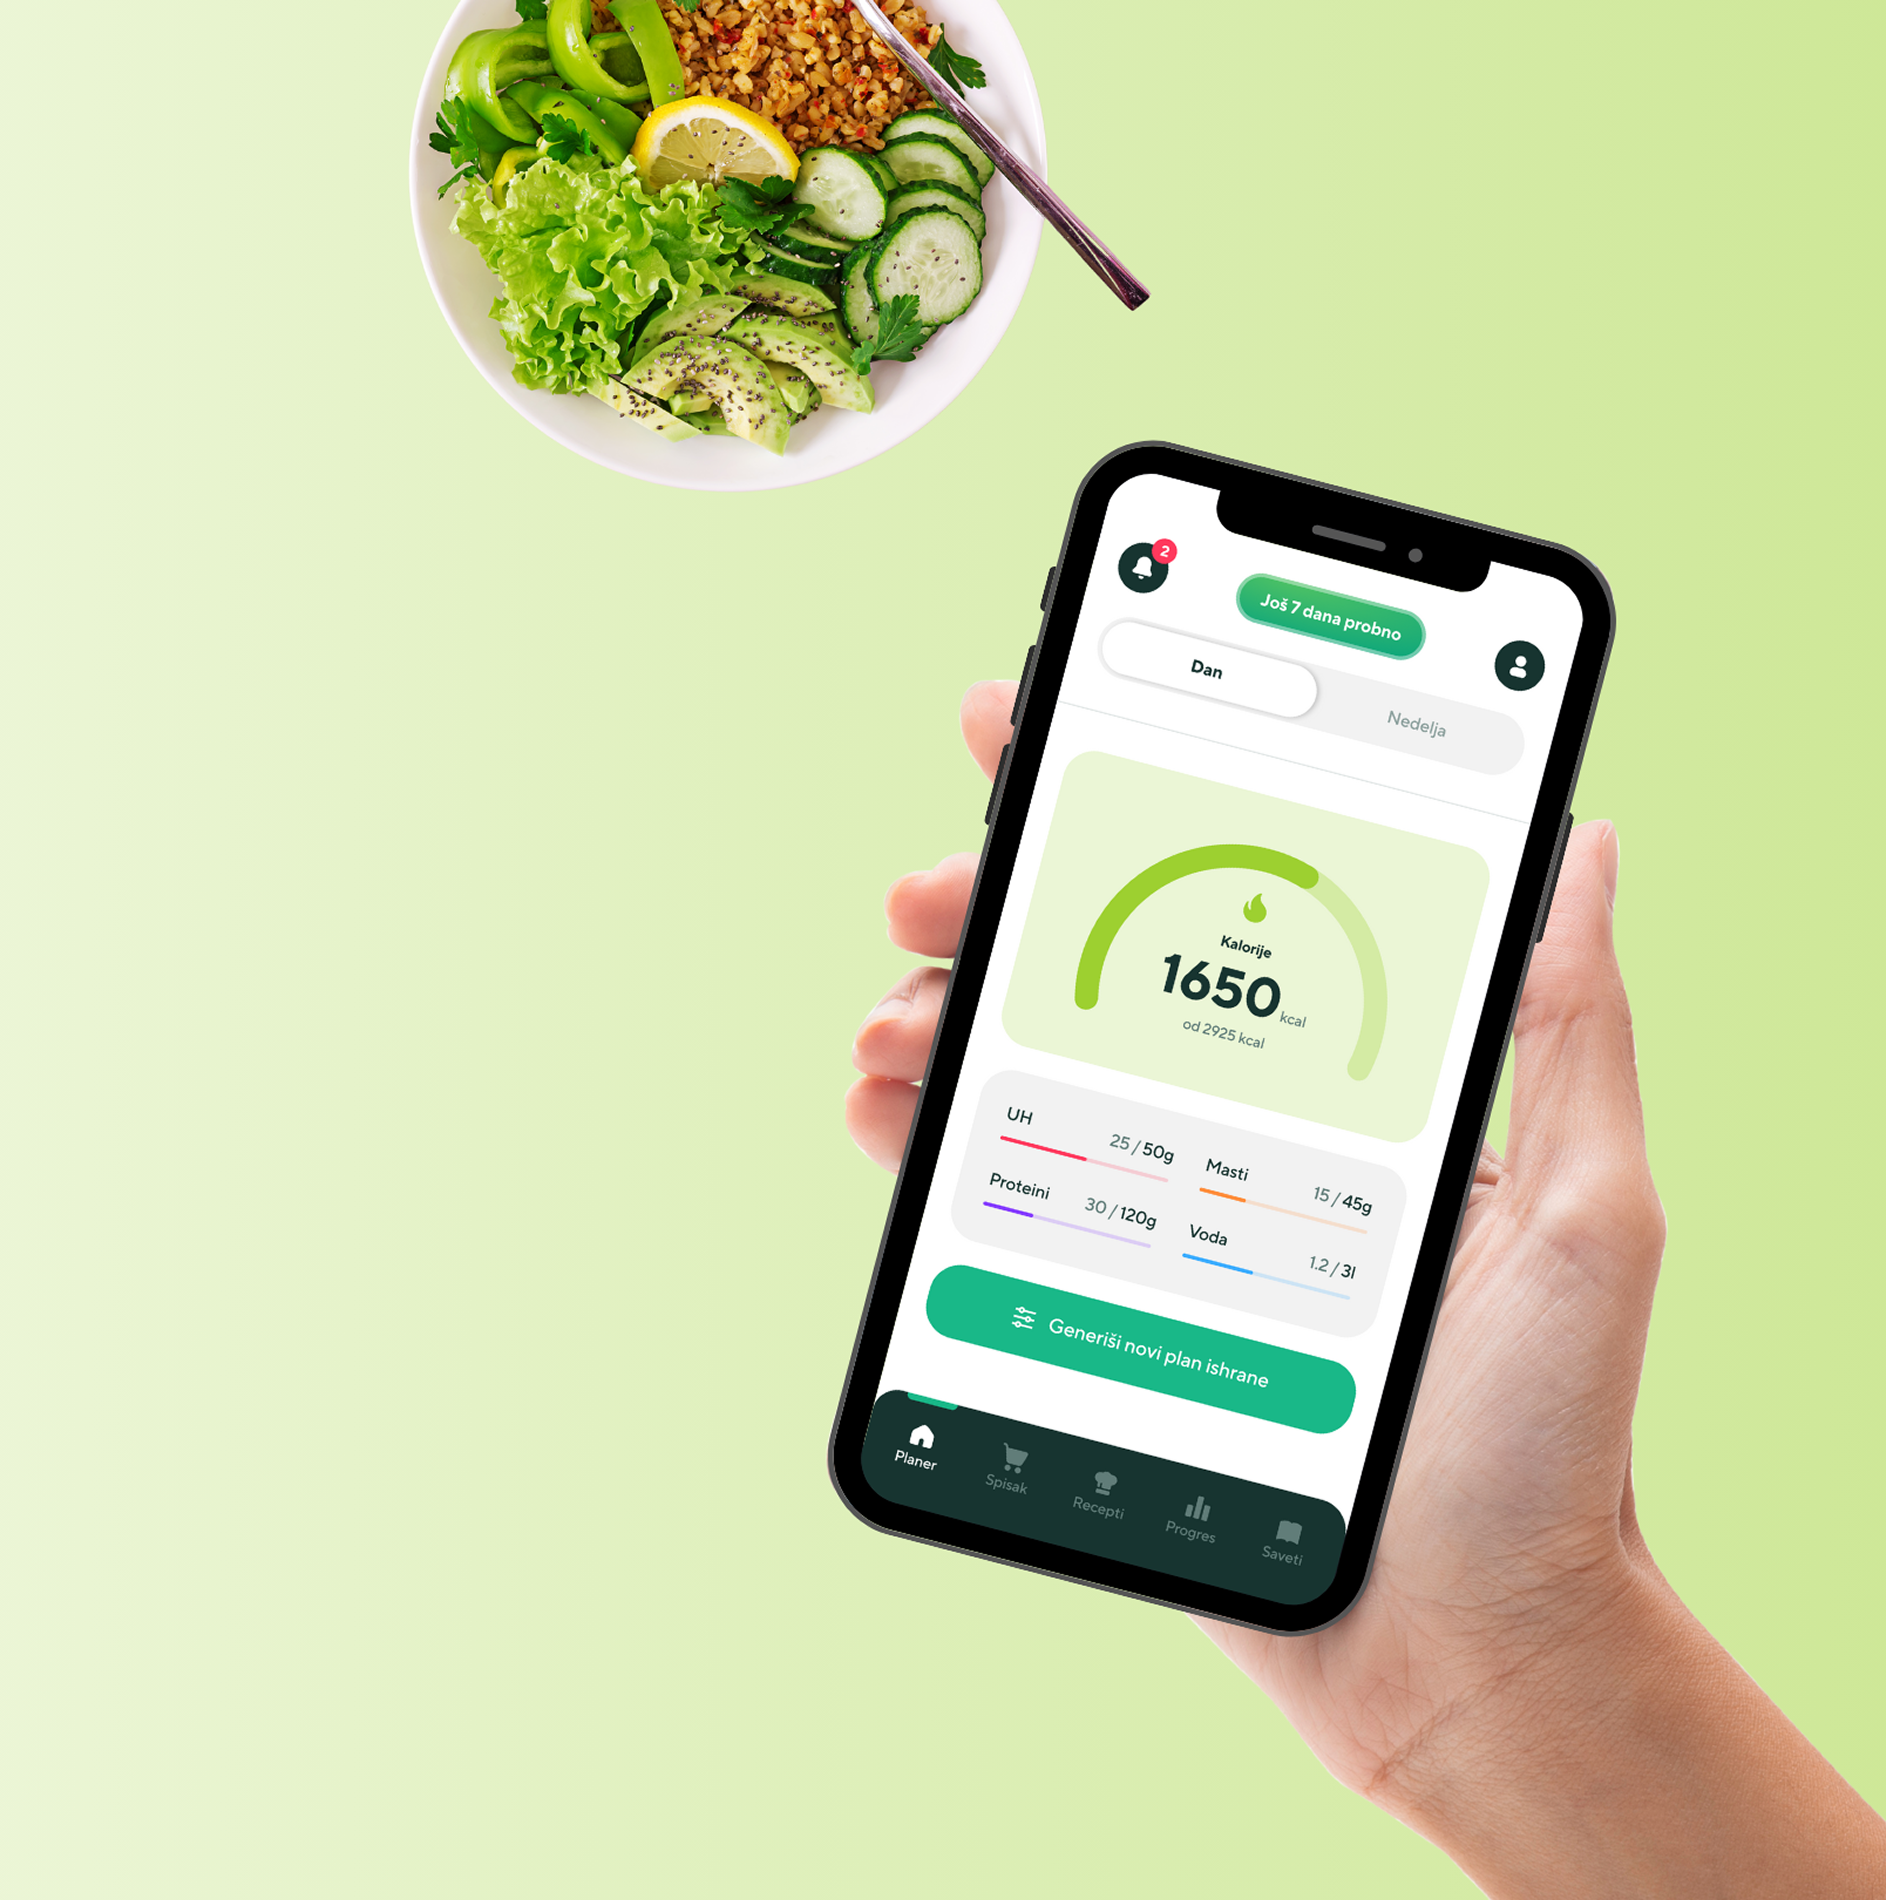 2
Još 7 dana probno
Dan
Nedelja
Kalorije
1650 kcal
od 2925 kcal
UH
25 / 50g
Masti
15 / 45g
Proteini
30 / 120g
Voda
1.2 / 3l
Generiši novi plan ishrane
Planer
Spisak
Recepti
Progres
Saveti